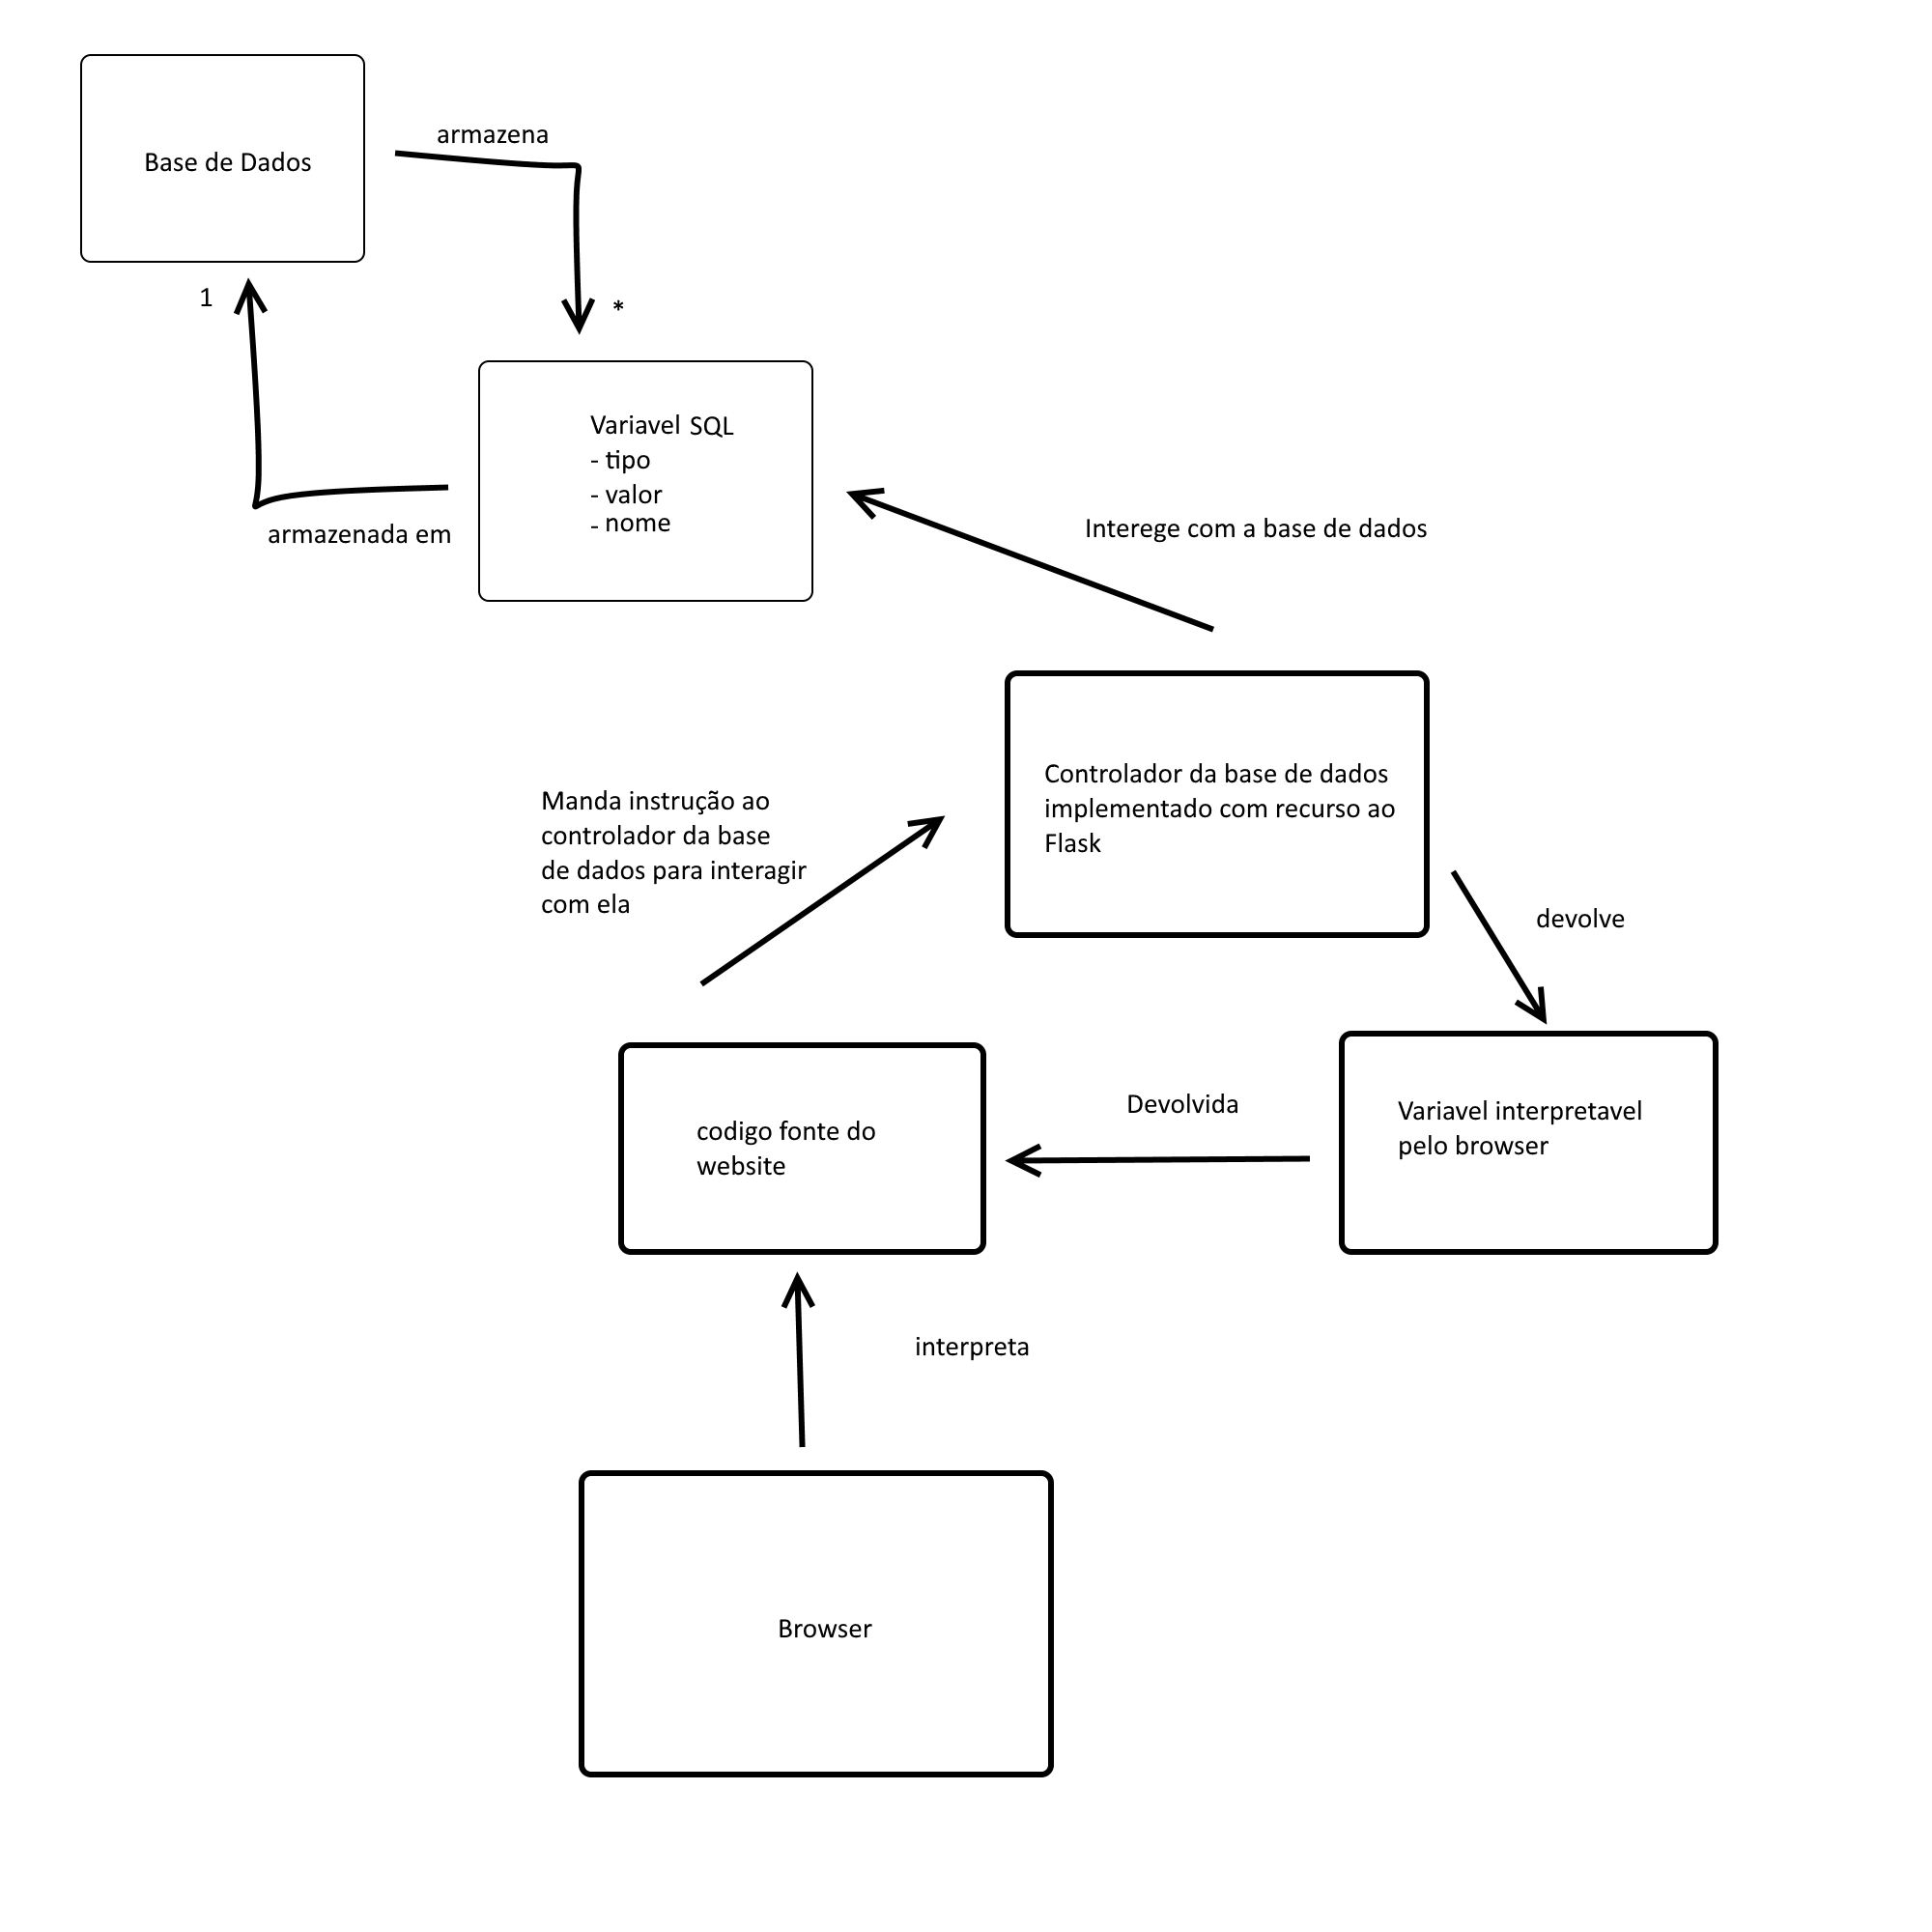 armazena
Base de Dados
1
*
Variavel SQL
- tipo
- valor
- nome
armazenada em
Interege com a base de dados
Controlador da base de dados
implementado com recurso ao
Flask
Manda instrução ao
controlador da base
de dados para interagir
com ela
devolve
Devolvida
Variavel interpretavel
pelo browser
codigo fonte do
website
interpreta
Browser